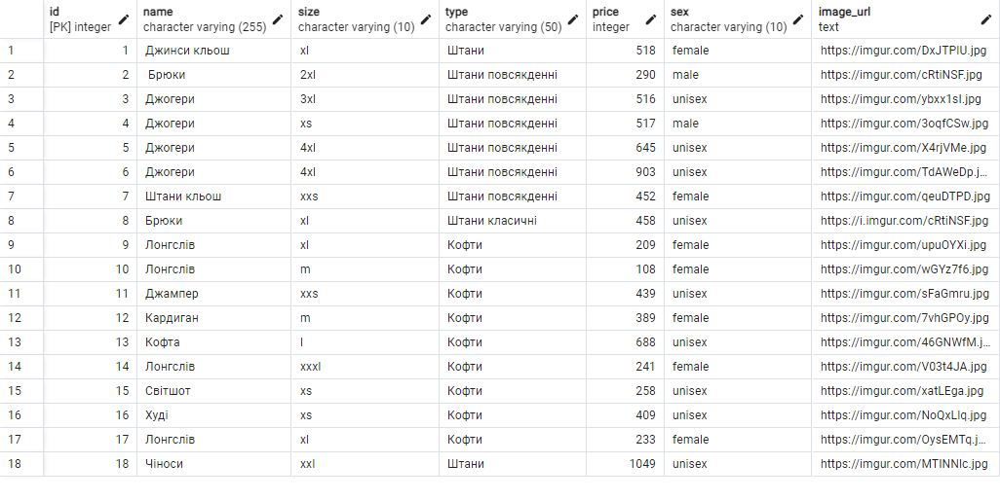 id name size type price sex image_url
[PK] integer character varying (255) character varying (10) character varying (50) integer character varying (10) text
1 1 Джинси кльош xl Штани 518 female https://imgur.com/DxJTPlU.jpg
2 2 Брюки 2xl Штани повсякденні 290 male https://imgur.com/cRtiNSF.jpg
3 3 Джогери 3xl Штани повсякденні 516 unisex https://imgur.com/ybxx1sI.jpg
4 4 Джогери xs Штани повсякденні 517 male https://imgur.com/3oqfCSw.jpg
5 5 Джогери 4xl Штани повсякденні 645 unisex https://imgur.com/X4rjVMe.jpg
6 6 Джогери 4xl Штани повсякденні 903 unisex https://imgur.com/TdAWeDp.j...
7 7 Штани кльош xxs Штани повсякденні 452 female https://imgur.com/qeuDTPD.jpg
8 8 Брюки xl Штани класичні 458 unisex https://i.imgur.com/cRtiNSF.jpg
9 9 Лонгслів xl Кофти 209 female https://imgur.com/upuOYXi.jpg
10 10 Лонгслів m Кофти 108 female https://imgur.com/wGYz7f6.jpg
11 11 Джампер xxs Кофти 439 unisex https://imgur.com/sFaGmru.jpg
12 12 Кардиган m Кофти 389 female https://imgur.com/7vhGPOy.jpg
13 13 Кофта l Кофти 688 unisex https://imgur.com/46GNWfM.j...
14 14 Лонгслів xxxl Кофти 241 female https://imgur.com/V03t4JA.jpg
15 15 Світшот xs Кофти 258 unisex https://imgur.com/xatLEga.jpg
16 16 Худі xs Кофти 409 unisex https://imgur.com/NoQxLlq.jpg
17 17 Лонгслів xl Кофти 233 female https://imgur.com/OysEMTq.j...
18 18 Чіноси xxl Штани 1049 unisex https://imgur.com/MTINNlc.jpg